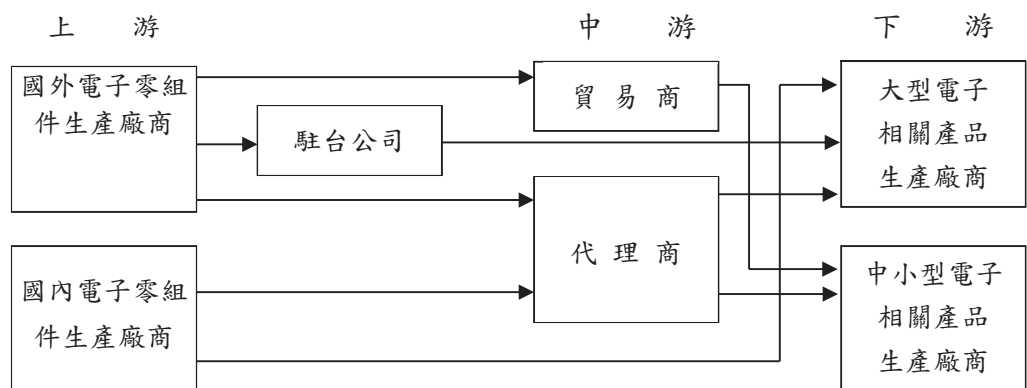 上游
中游
下游
國外電子零組
件生產廠商
駐台公司
貿易商
代理商
大型電子
相關產品
生產廠商
國內電子零組
件生產廠商
中小型電子
相關產品
生產廠商